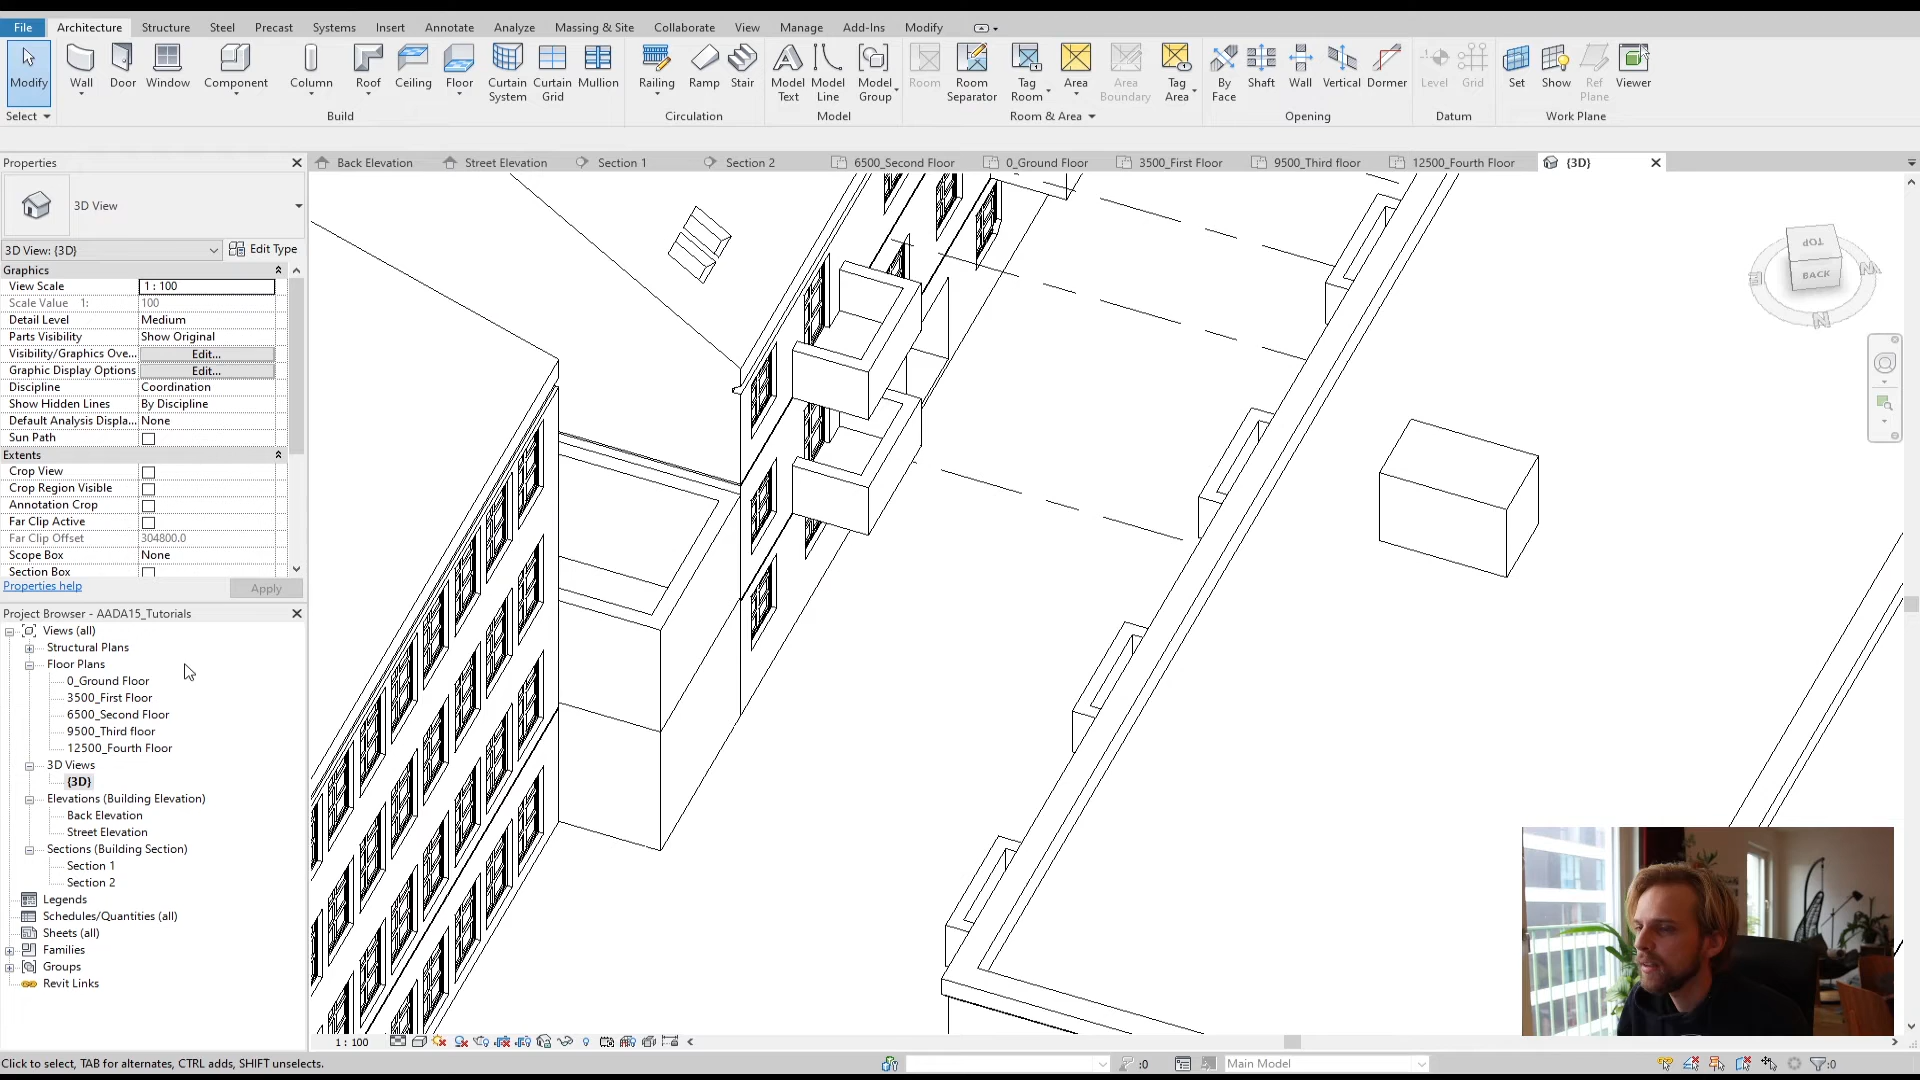 File Architecture Structure Steel Precast Systems Insert Annotate Analyze Massing & Site Collaborate View Manage Add-Ins Modify
Modify Wall Door Window Component Column Roof Ceiling Floor Curtain System Curtain Grid Mullion Railing Ramp Stair Model Text Model Line Model Group Room Room Separator Tag Room Area Area Boundary Tag Area By Face Shaft Wall Vertical Dormer Level Grid Set Show Ref Plane Viewer
Select Build Circulation Model Room & Area Opening Datum Work Plane
Properties
Back Elevation Street Elevation Section 1 Section 2 6500_Second Floor 0_Ground Floor 3500_First Floor 9500_Third floor 12500_Fourth Floor {3D}
3D View
3D View: {3D} Edit Type
Graphics
View Scale 1 : 100
Scale Value 1: 100
Detail Level Medium
Parts Visibility Show Original
Visibility/Graphics Ove... Edit...
Graphic Display Options Edit...
Discipline Coordination
Show Hidden Lines By Discipline
Default Analysis Displa... None
Sun Path
Extents
Crop View
Crop Region Visible
Annotation Crop
Far Clip Active
Far Clip Offset 304800.0
Scope Box None
Section Box
Properties help Apply
Project Browser - AADA15_Tutorials
Views (all)
Structural Plans
Floor Plans
0_Ground Floor
3500_First Floor
6500_Second Floor
9500_Third floor
12500_Fourth Floor
3D Views
{3D}
Elevations (Building Elevation)
Back Elevation
Street Elevation
Sections (Building Section)
Section 1
Section 2
Legends
Schedules/Quantities (all)
Sheets (all)
Families
Groups
Revit Links
TOP
BACK
E W
N
1 : 100
Click to select, TAB for alternates, CTRL adds, SHIFT unselects. :0 Main Model :0